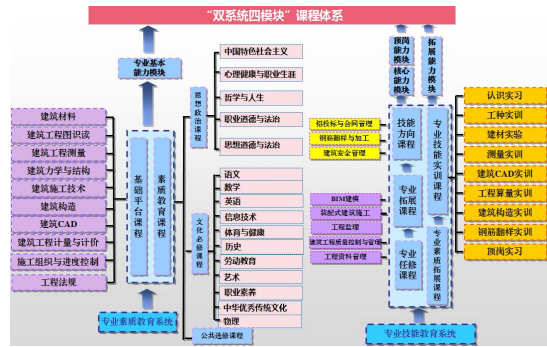 “双系统四模块”课程体系
专业基本
能力模块
顶岗能力模块
核心能力模块
拓展能力模块
建筑材料
建筑工程图识读
建筑工程测量
建筑力学与结构
建筑施工技术
建筑构造
建筑CAD
建筑工程计量与计价
施工组织与进度控制
工程法规
基础平台课程
素质教育课程
专业素质教育系统
思想政治课程
中国特色社会主义
心理健康与职业生涯
哲学与人生
职业道德与法治
思想道德与法治
文化必修课程
语文
数学
英语
信息技术
体育与健康
历史
劳动教育
艺术
职业素养
中华优秀传统文化
物理
公共选修课程
招投标与合同管理
钢筋翻样与加工
建筑安全管理
BIM建模
装配式建筑施工
工程监理
建筑工程质量控制与管理
工程资料管理
技能方向课程
专业拓展课程
专业任修课程
专业技能实训课程
专业素质拓展课程
专业技能教育系统
认识实习
工种实训
建材实验
测量实训
建筑CAD实训
工程算量实训
建筑构造实训
钢筋翻样实训
顶岗实习